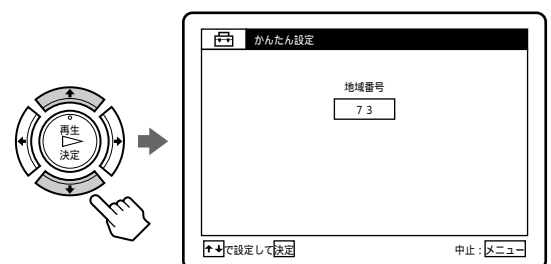 かんたん設定
地域番号
73
再生
決定
↑↓で設定して決定
中止：メニュー